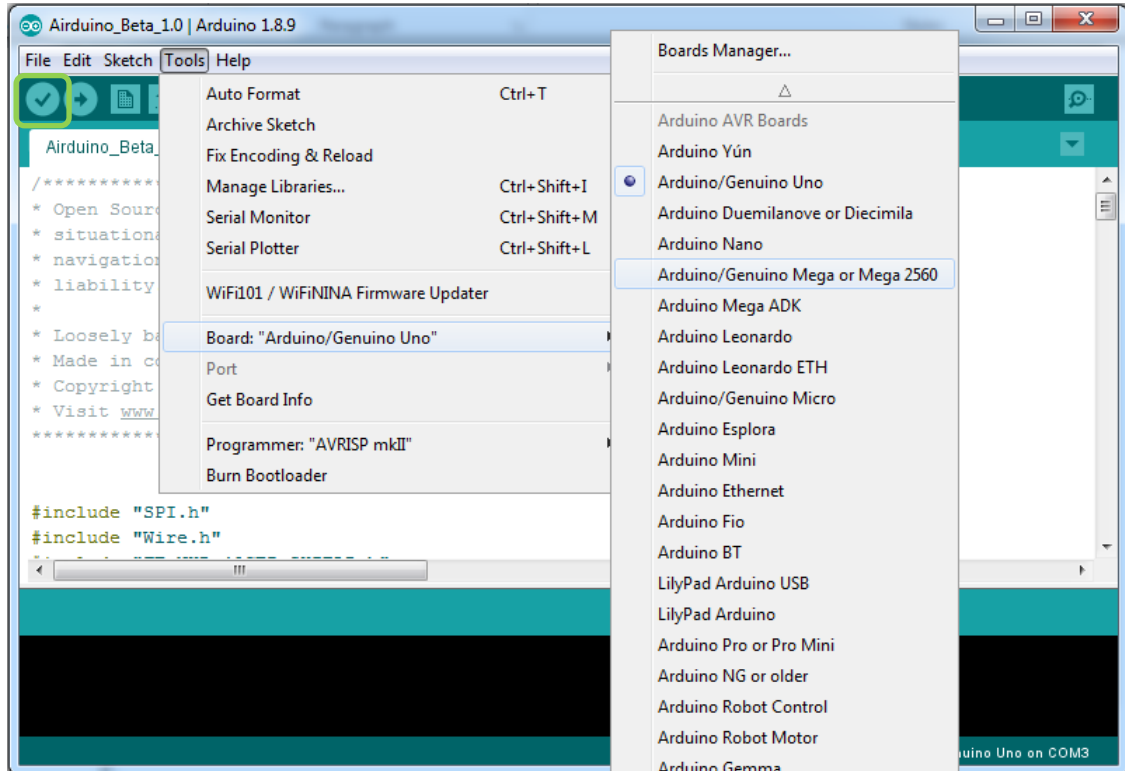 Airduino_Beta_1.0 | Arduino 1.8.9
File Edit Sketch Tools Help
Auto Format Ctrl+T
Archive Sketch
Fix Encoding & Reload
Manage Libraries... Ctrl+Shift+I
Serial Monitor Ctrl+Shift+M
Serial Plotter Ctrl+Shift+L
WiFi101 / WiFiNINA Firmware Updater
Board: "Arduino/Genuino Uno"
Port
Get Board Info
Programmer: "AVRISP mkII"
Burn Bootloader
Boards Manager...
Arduino AVR Boards
Arduino Yún
Arduino/Genuino Uno
Arduino Duemilanove or Diecimila
Arduino Nano
Arduino/Genuino Mega or Mega 2560
Arduino Mega ADK
Arduino Leonardo
Arduino Leonardo ETH
Arduino/Genuino Micro
Arduino Esplora
Arduino Mini
Arduino Ethernet
Arduino Fio
Arduino BT
LilyPad Arduino USB
LilyPad Arduino
Arduino Pro or Pro Mini
Arduino NG or older
Arduino Robot Control
Arduino Robot Motor
Arduino Gemma
Airduino_Beta_
/***********
* Open Sour
* situation
* navigation
* liability
*
* Loosely ba
* Made in co
* Copyright
* Visit www
************
#include "SPI.h"
#include "Wire.h"
uino Uno on COM3